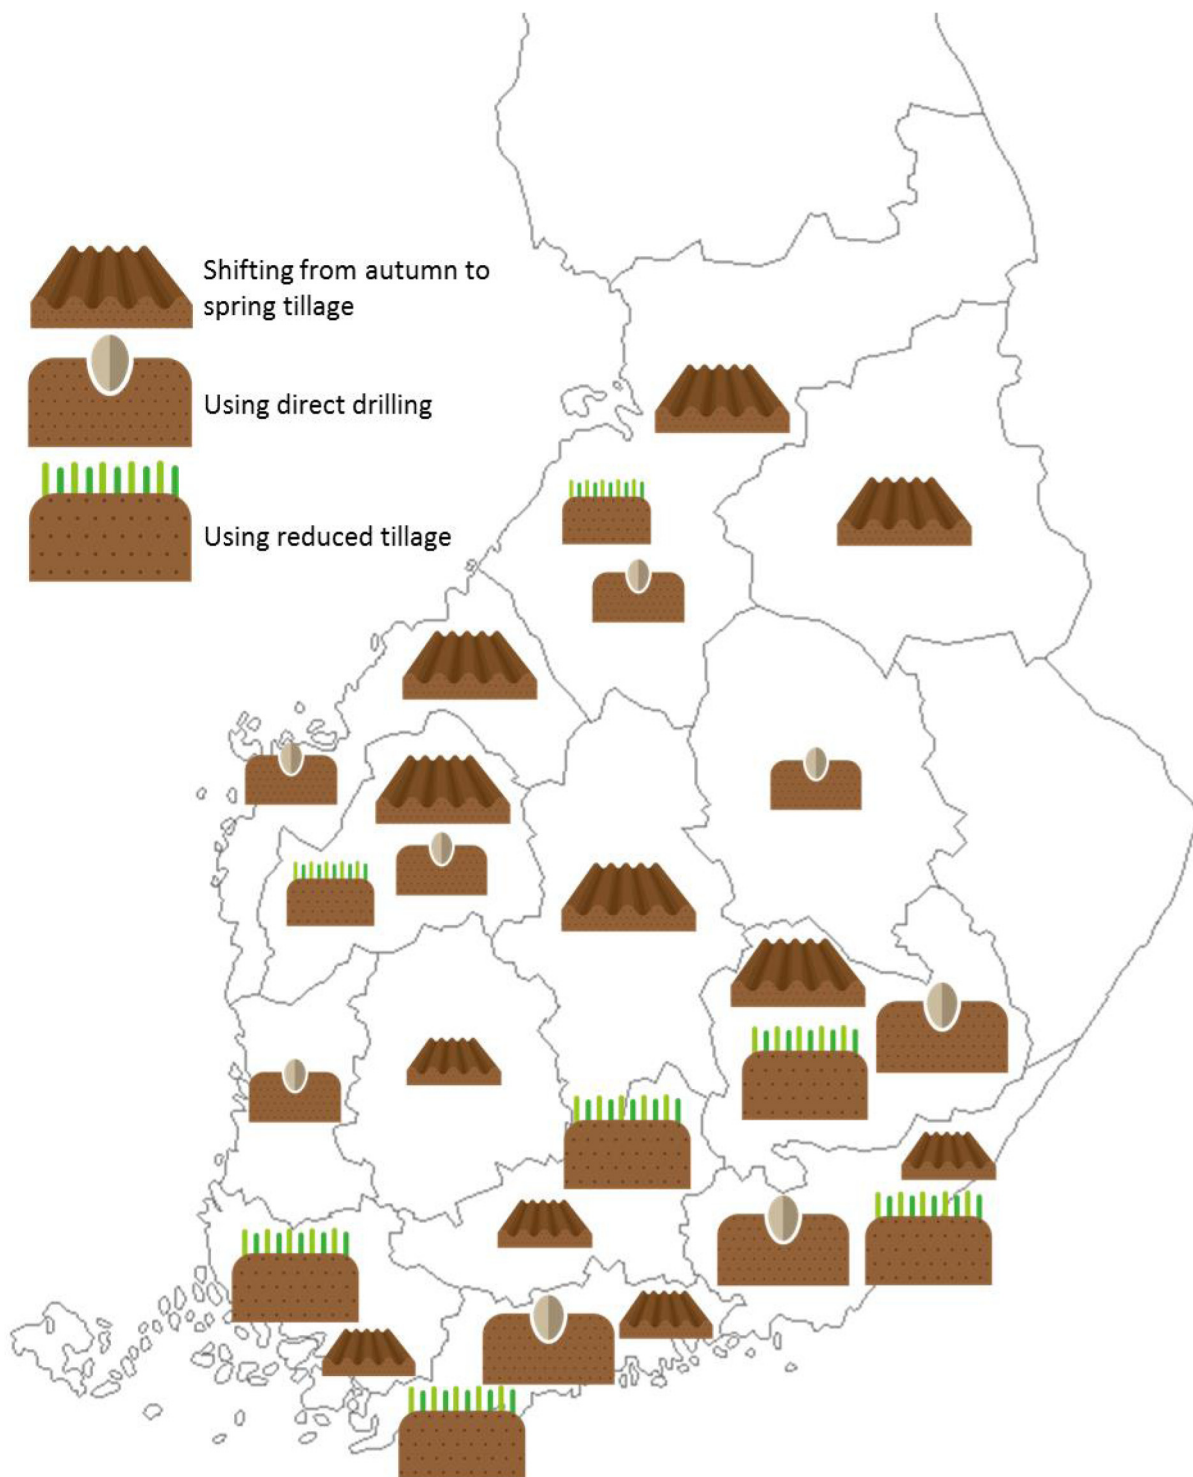 Shifting from autumn to
spring tillage
Using direct drilling
Using reduced tillage